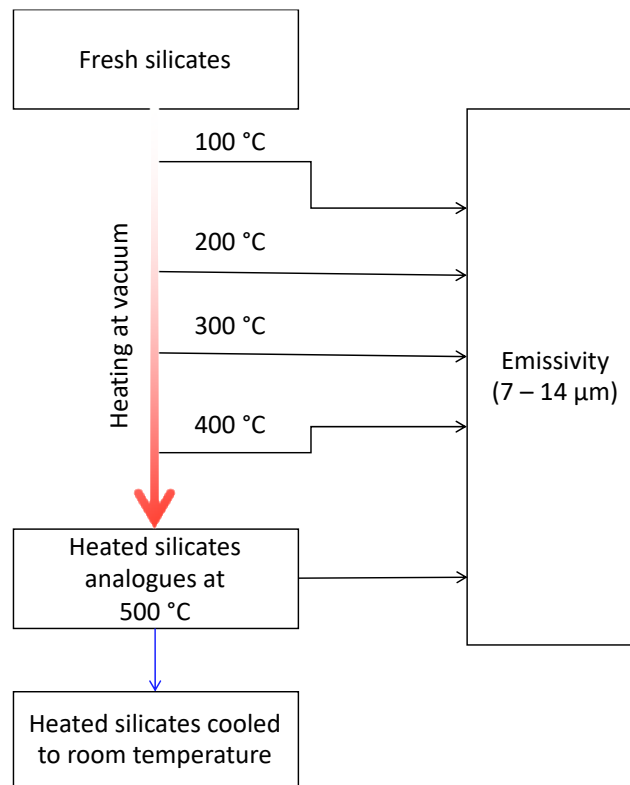 Fresh silicates
100 °C
200 °C
300 °C
400 °C
Heating at vacuum
Emissivity
(7 – 14 µm)
Heated silicates
analogues at
500 °C
Heated silicates cooled
to room temperature